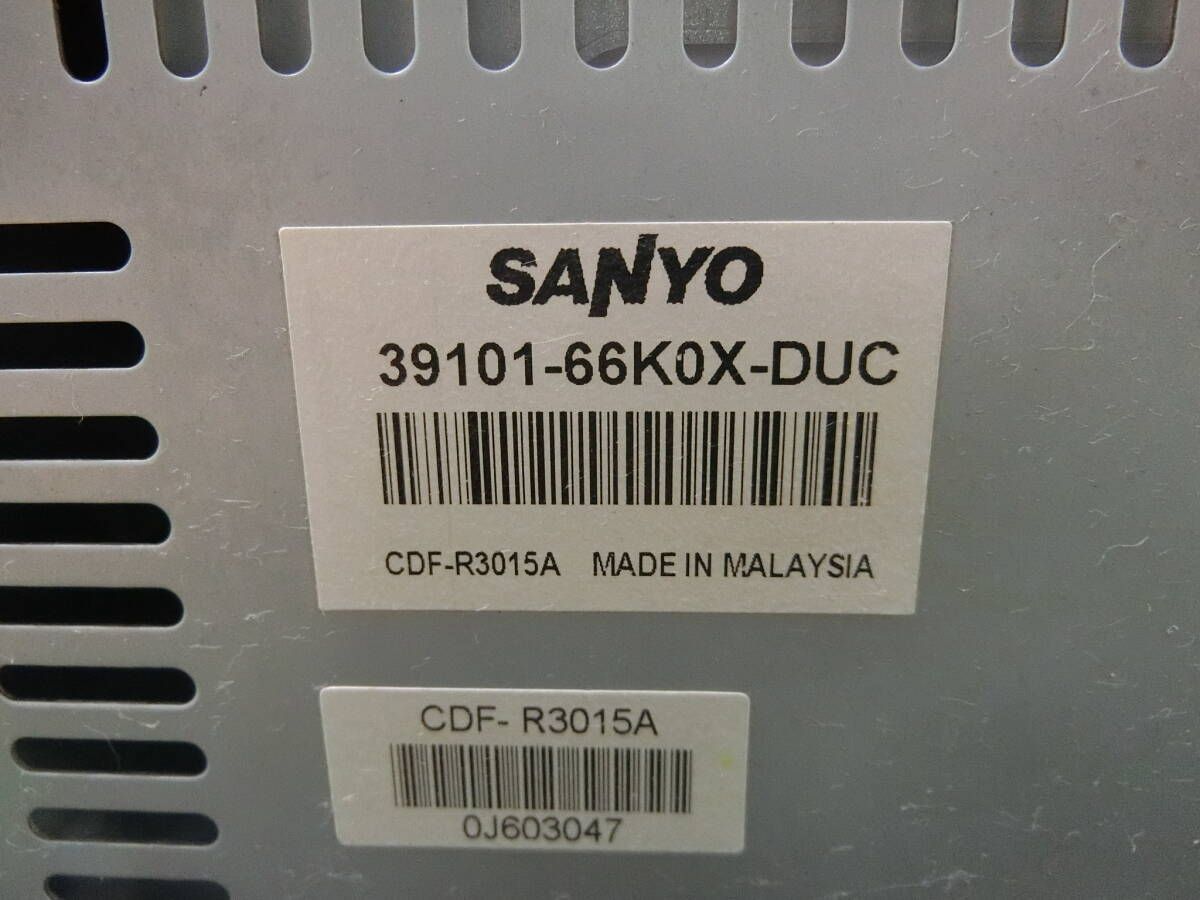 SANYO
39101-66K0X-DUC
CDF-R3015A MADE IN MALAYSIA
CDF- R3015A
0J603047